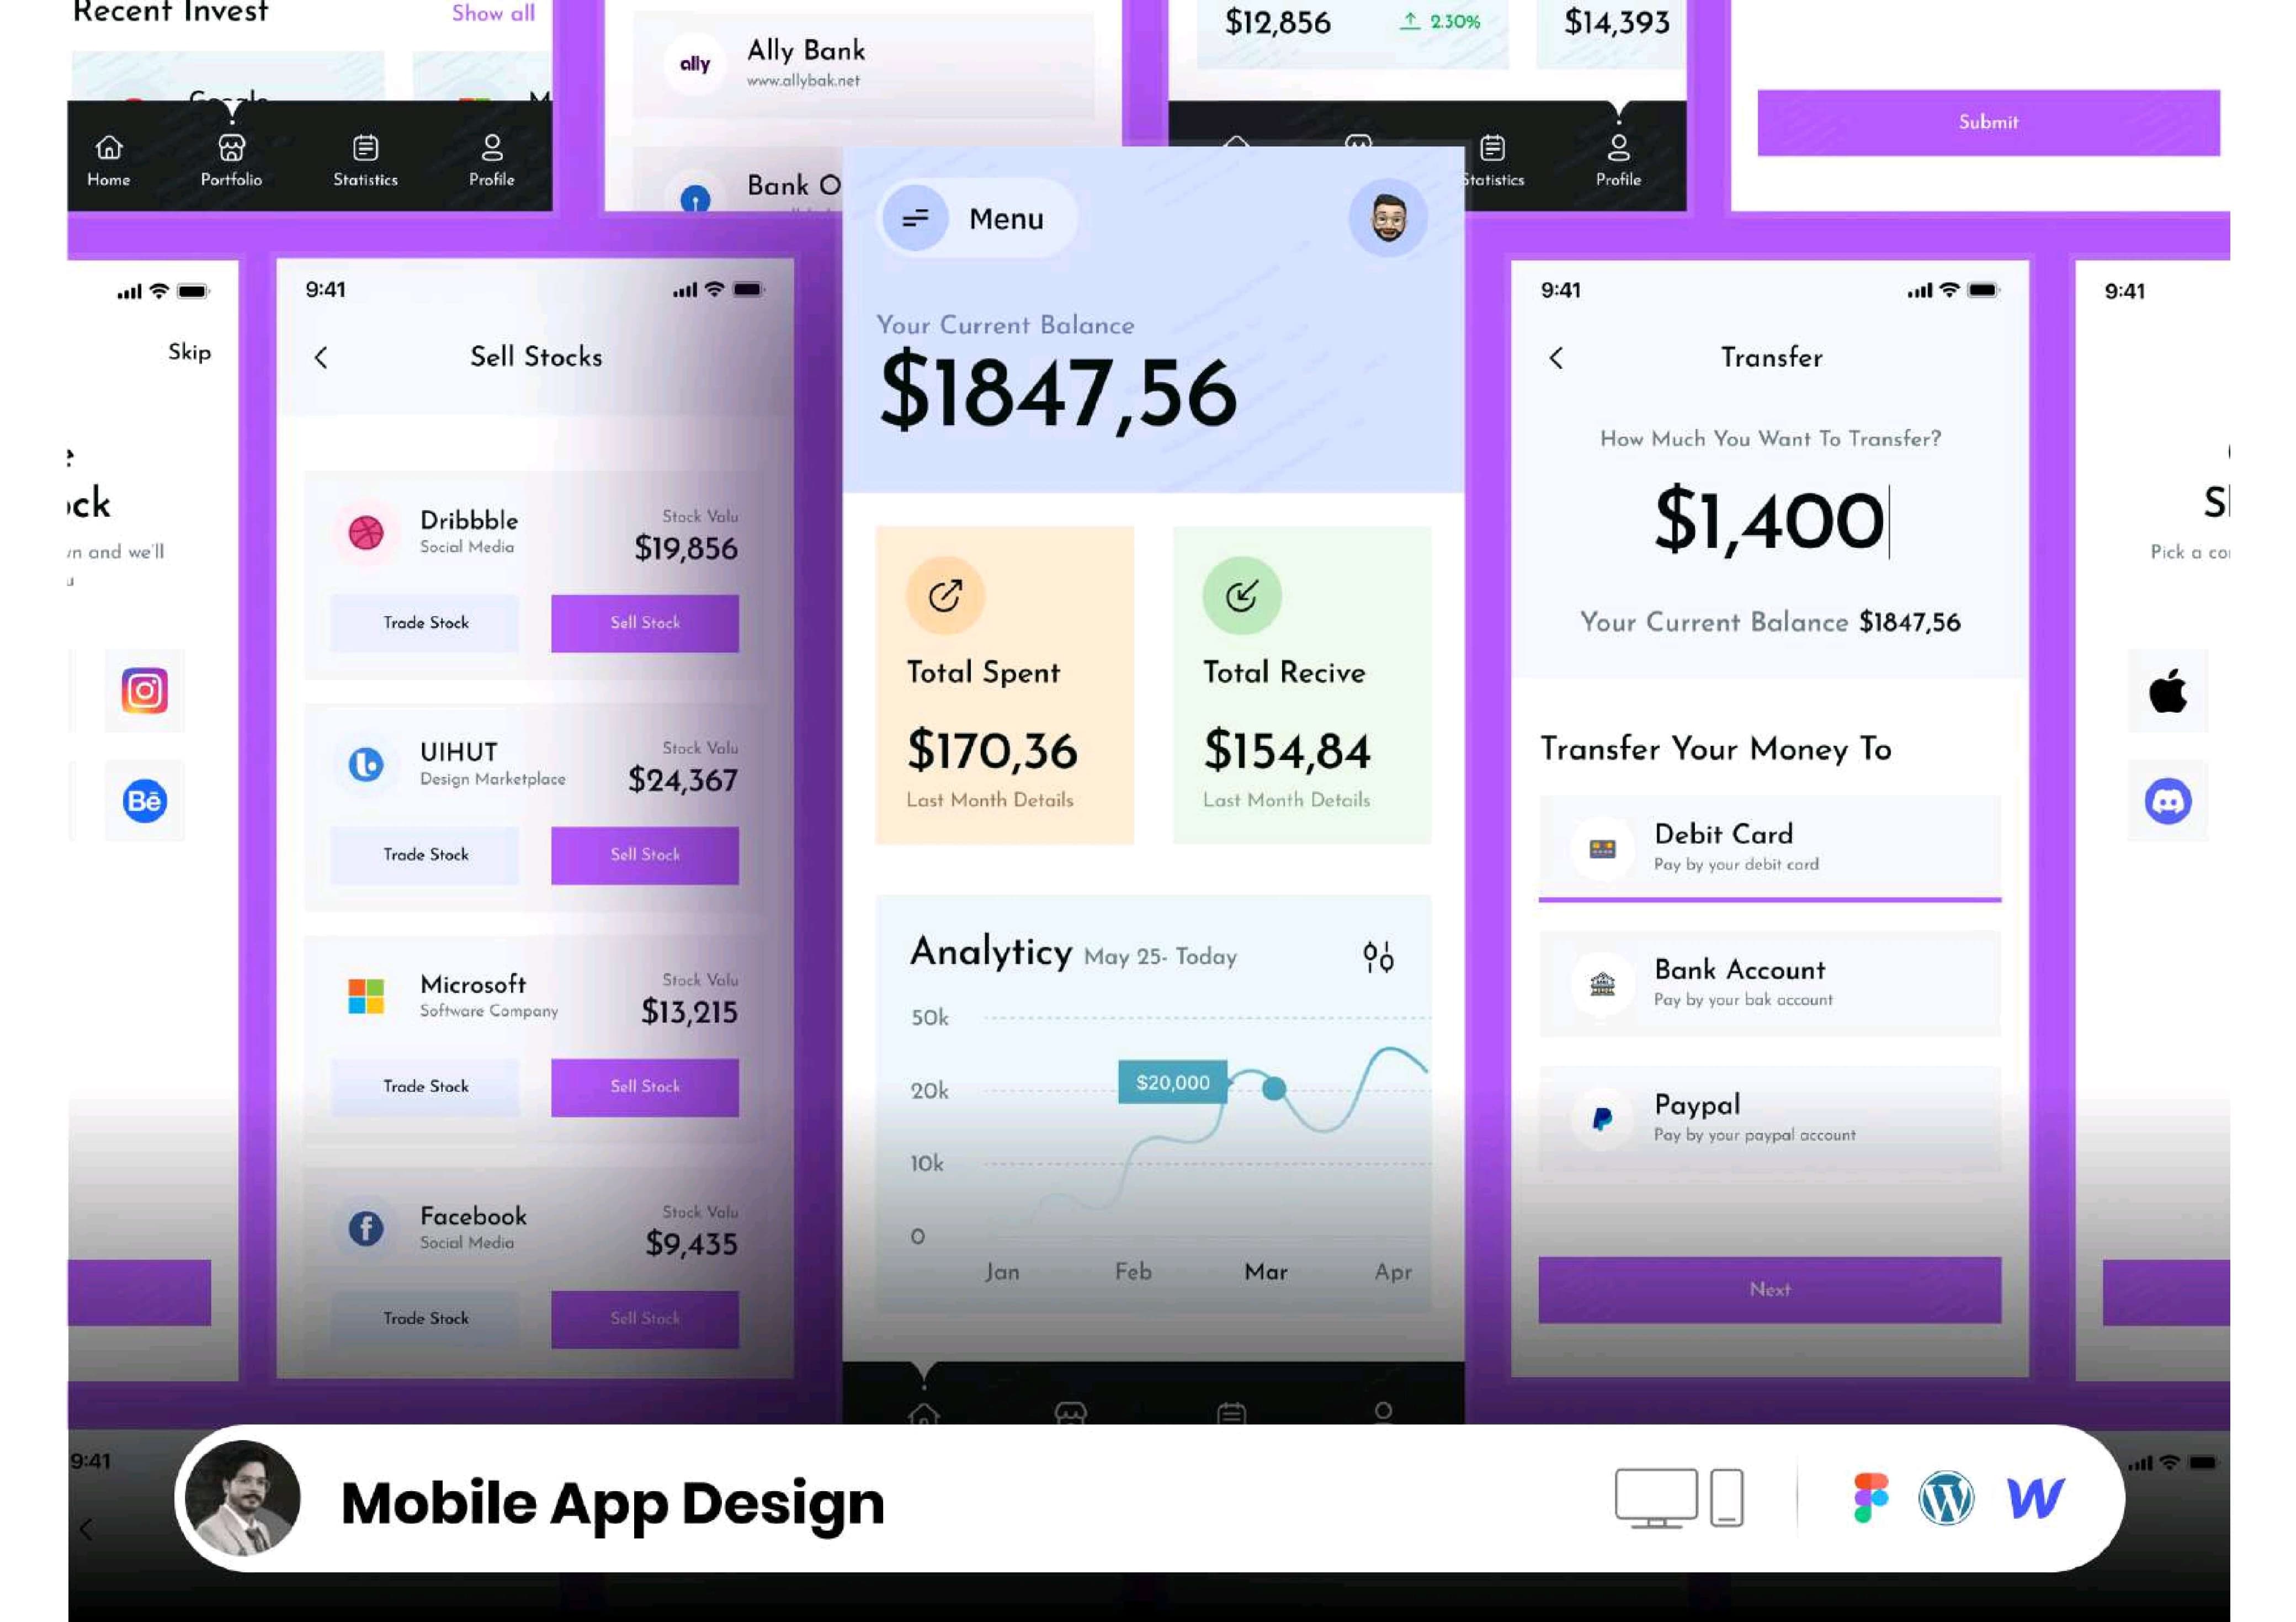 Recent Invest
Show all
Google
Home
Portfolio
Statistics
Profile
ally
Ally Bank
www.allybak.net
Bank O
$12,856
2.30%
$14,393
Statistics
Profile
Submit
Skip
ock
wn and we'll
u
Bē
9:41
Sell Stocks
Dribbble
Social Media
Stock Valu
$19,856
Trade Stock
Sell Stock
UIHUT
Design Marketplace
Stock Valu
$24,367
Trade Stock
Sell Stock
Microsoft
Software Company
Stock Valu
$13,215
Trade Stock
Sell Stock
Facebook
Social Media
Stock Valu
$9,435
Trade Stock
Sell Stock
Menu
Your Current Balance
$1847,56
Total Spent
$170,36
Last Month Details
Total Recive
$154,84
Last Month Details
Analyticy May 25- Today
50k
20k
10k
0
$20,000
Jan
Feb
Mar
Apr
9:41
Transfer
How Much You Want To Transfer?
$1,400
Your Current Balance $1847,56
Transfer Your Money To
Debit Card
Pay by your debit card
Bank Account
Pay by your bak account
Paypal
Pay by your paypal account
Next
9:41
Pick a
9:41
Mobile App Design